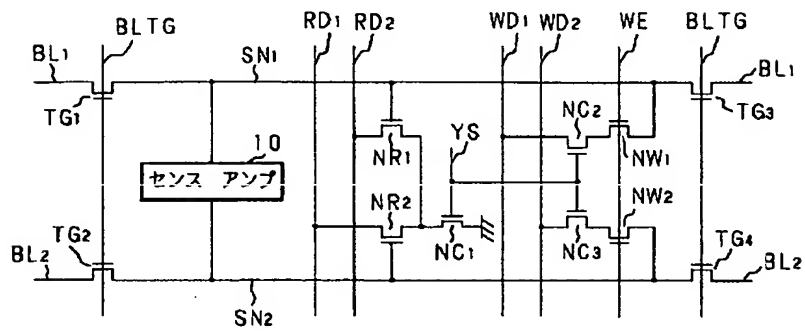 BLTG RD1 RD2 WD1 WD2 WE BLTG
BL1 SN1 BL1
TG1 NC2 TG3
10 YS
NR1 NW1
センス アンプ
NR2 NW2
TG2 TG4
BL2 NC1 NC3 BL2
SN2